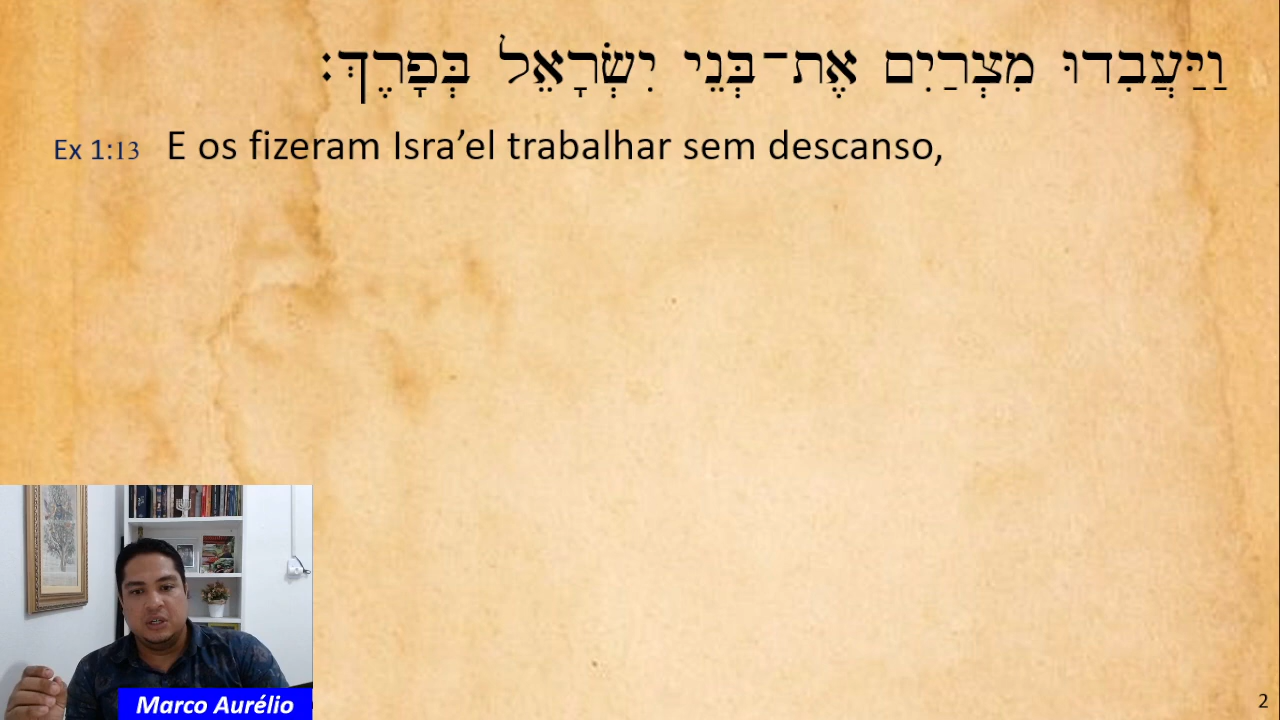 וַיַּעֲבִדוּ מִצְרַיִם אֶת־בְּנֵי יִשְׂרָאֵל בְּפָרֶךְ׃
Ex 1:13 E os fizeram Isra’el trabalhar sem descanso,
Marco Aurélio
2